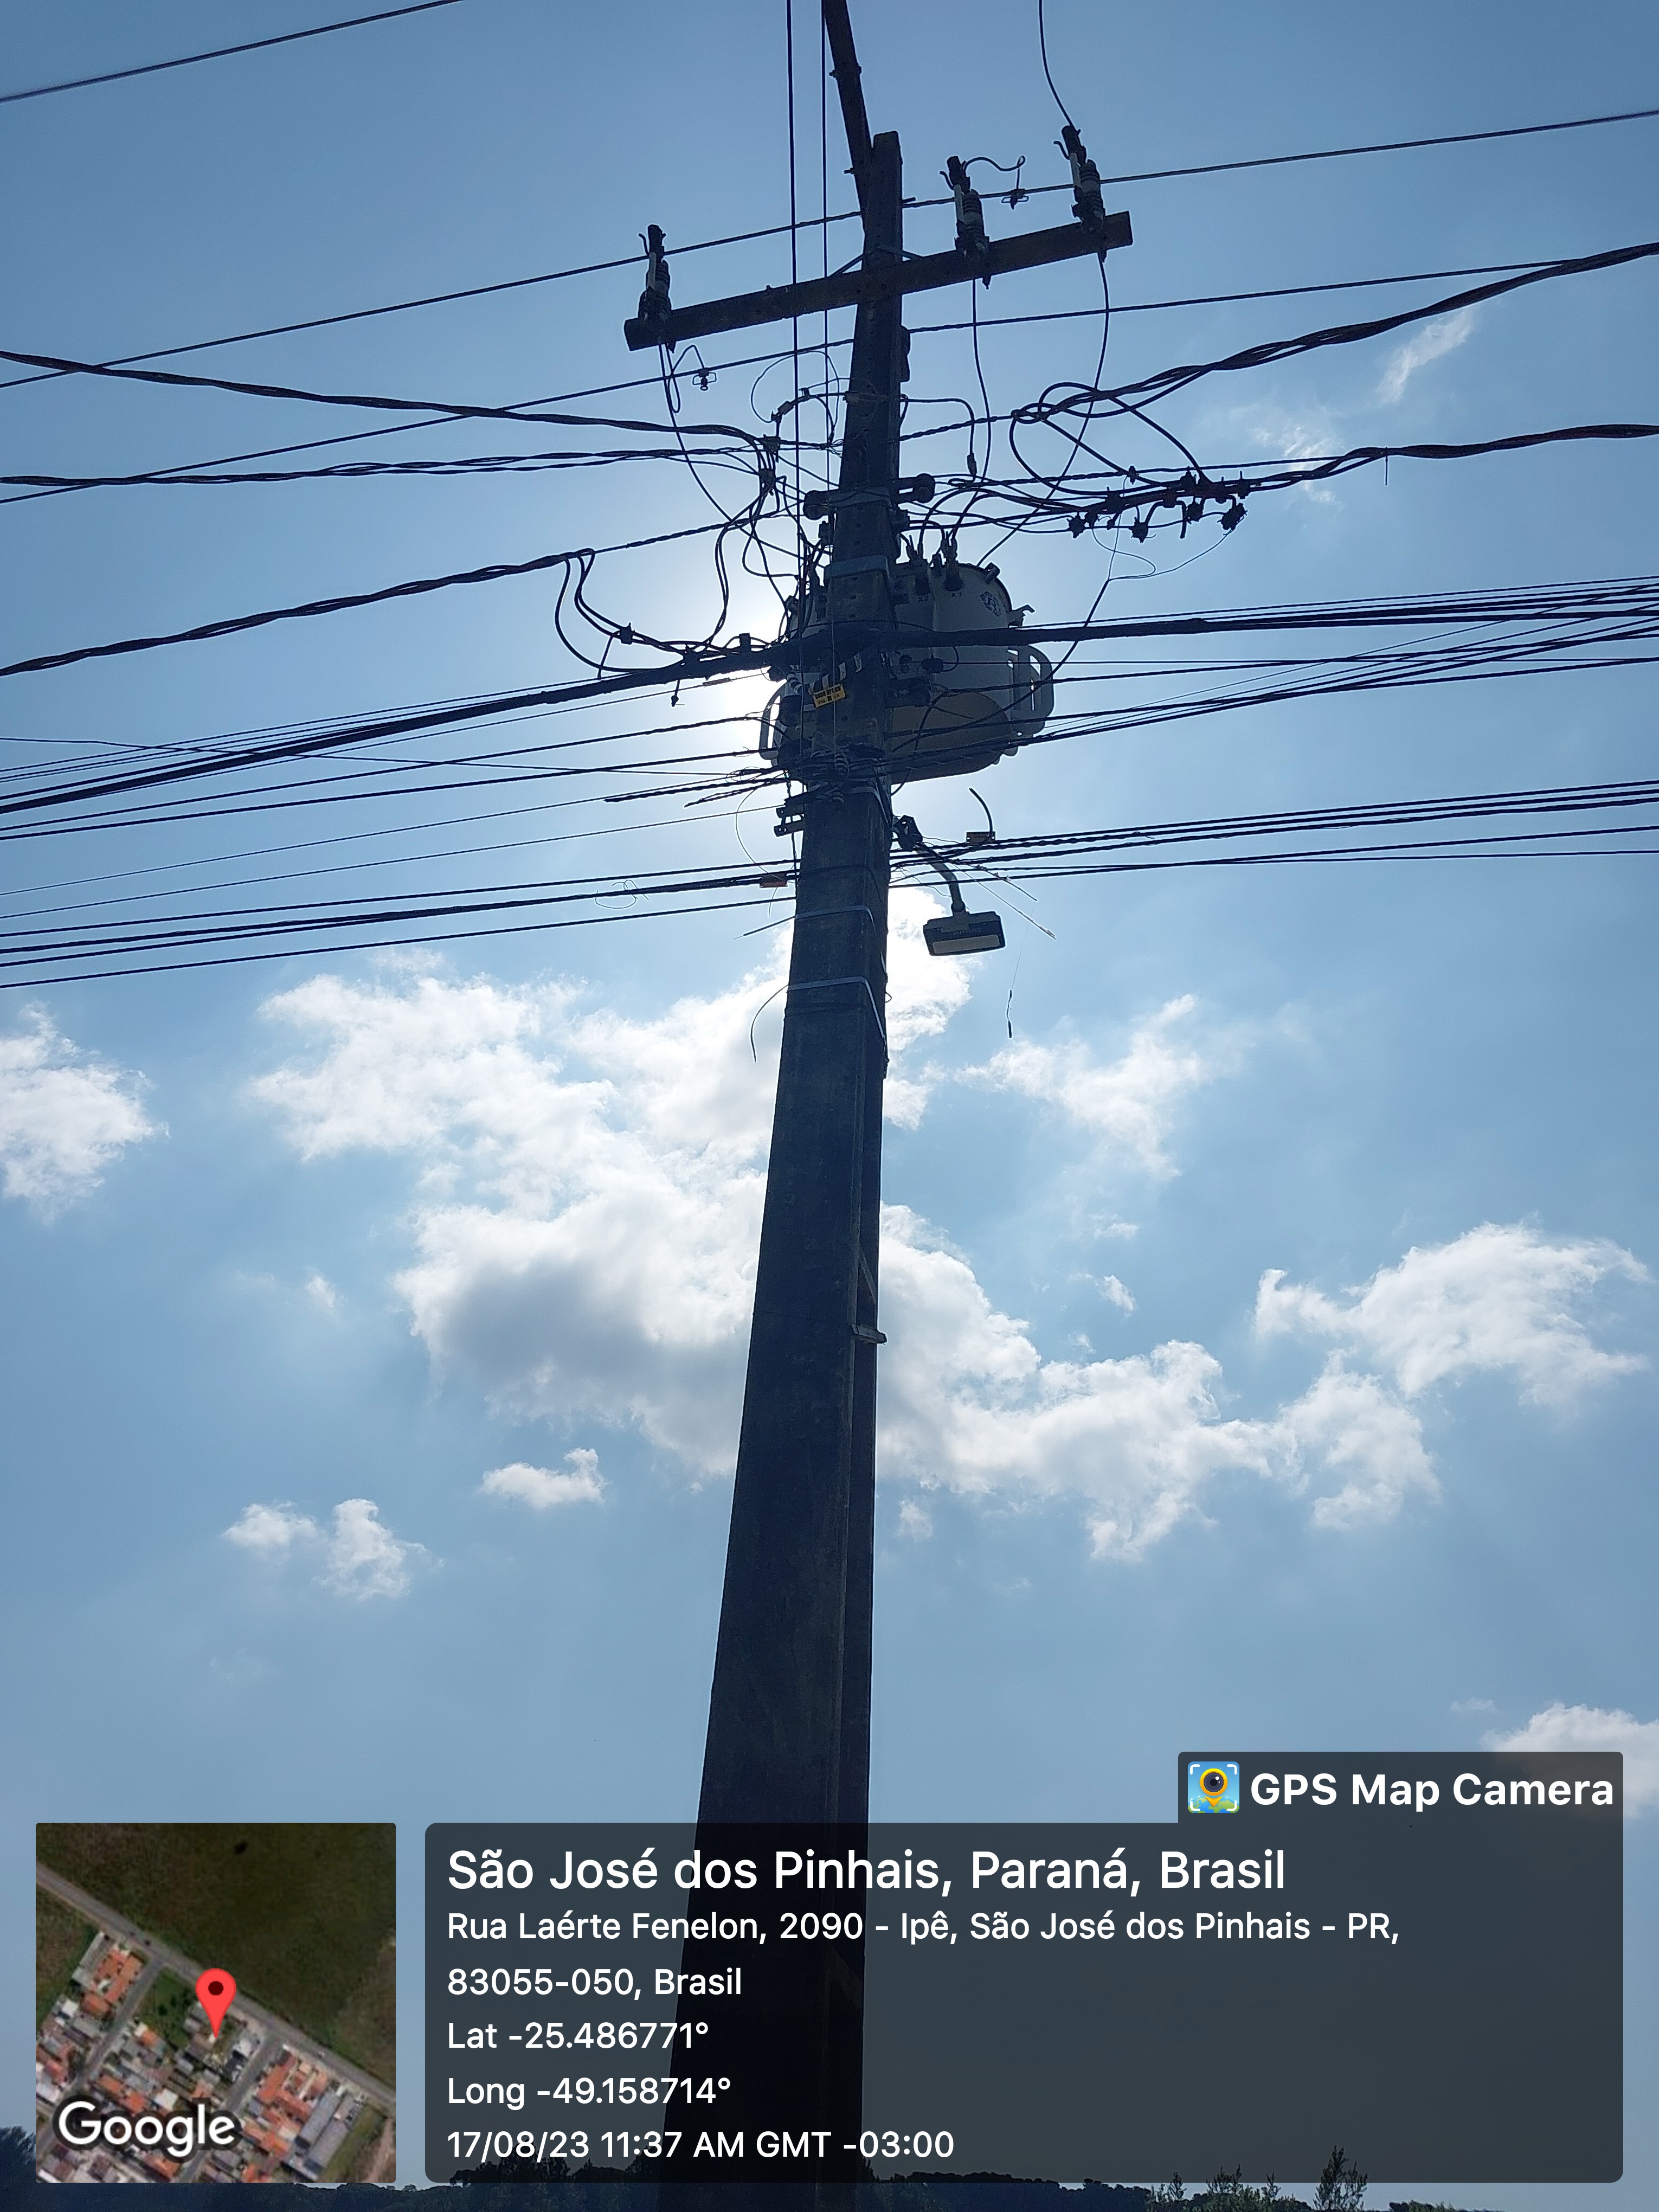 GPS Map Camera
São José dos Pinhais, Paraná, Brasil
Rua Laérte Fenelon, 2090 - Ipê, São José dos Pinhais - PR,
83055-050, Brasil
Lat -25.486771°
Long -49.158714°
17/08/23 11:37 AM GMT -03:00
Google